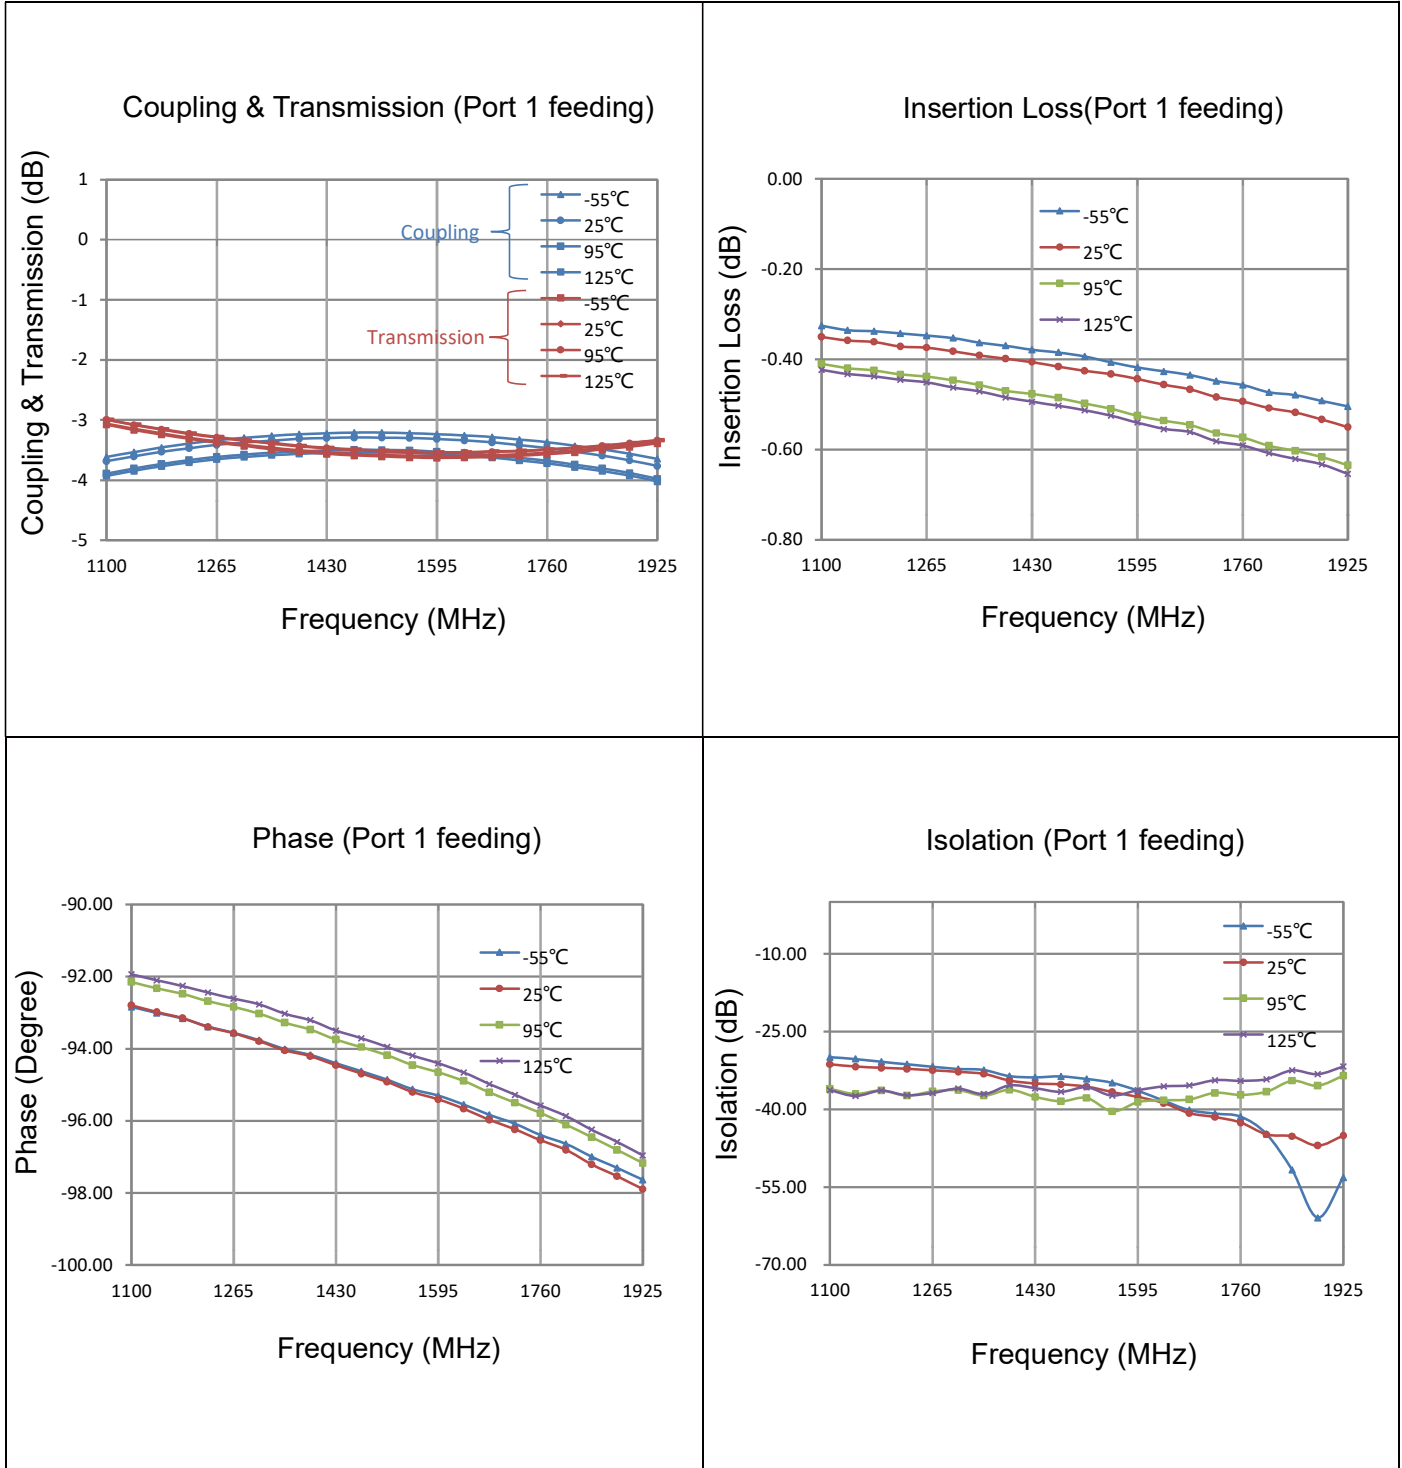 Coupling & Transmission (Port 1 feeding)
Coupling & Transmission (dB)
1
0
-1
-2
-3
-4
-5
Coupling
-55℃
25℃
95℃
125℃
Transmission
-55℃
25℃
95℃
125℃
1100 1265 1430 1595 1760 1925
Frequency (MHz)
Insertion Loss(Port 1 feeding)
Insertion Loss (dB)
0.00
-0.20
-0.40
-0.60
-0.80
-55℃
25℃
95℃
125℃
1100 1265 1430 1595 1760 1925
Frequency (MHz)
Phase (Port 1 feeding)
Phase (Degree)
-90.00
-92.00
-94.00
-96.00
-98.00
-100.00
-55℃
25℃
95℃
125℃
1100 1265 1430 1595 1760 1925
Frequency (MHz)
Isolation (Port 1 feeding)
Isolation (dB)
-10.00
-25.00
-40.00
-55.00
-70.00
-55℃
25℃
95℃
125℃
1100 1265 1430 1595 1760 1925
Frequency (MHz)